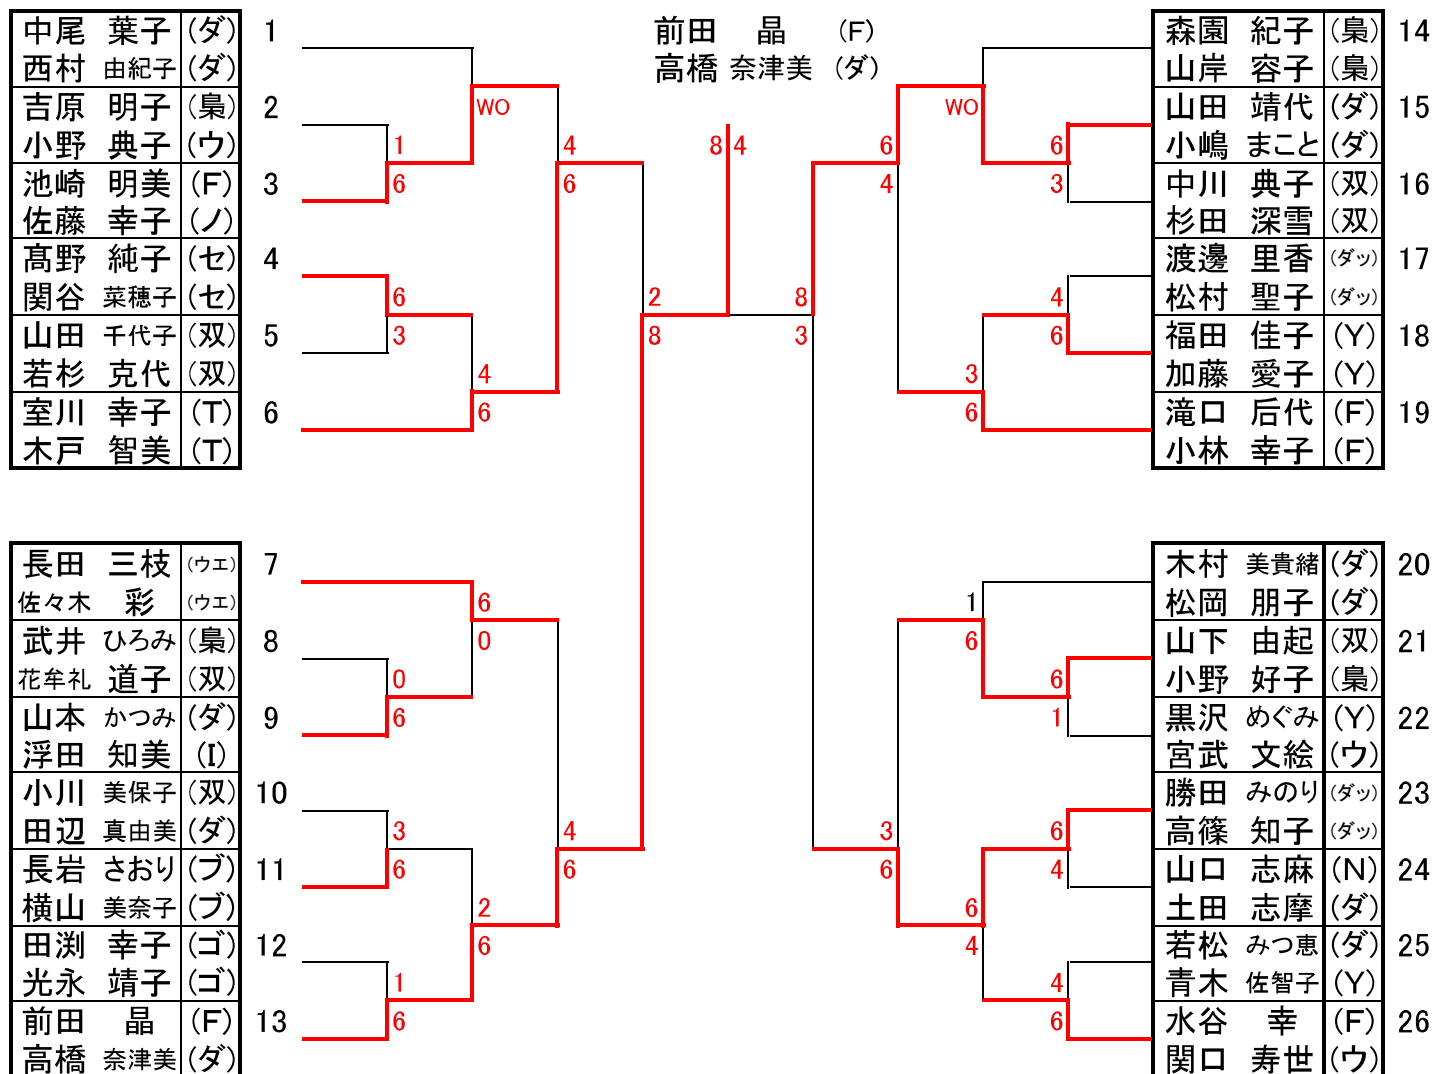 前田 晶 (F)
高橋 奈津美 (ダ)
中尾 葉子 (ダ) 1
西村 由紀子 (ダ)
吉原 明子 (梟) 2
小野 典子 (ウ)
池崎 明美 (F) 3
佐藤 幸子 (ノ)
髙野 純子 (セ) 4
関谷 菜穂子 (セ)
山田 千代子 (双) 5
若杉 克代 (双)
室川 幸子 (T) 6
木戸 智美 (T)
長田 三枝 (ウエ) 7
佐々木 彩 (ウエ)
武井 ひろみ (梟) 8
花牟礼 道子 (双)
山本 かつみ (ダ) 9
浮田 知美 (I)
小川 美保子 (双) 10
田辺 真由美 (ダ)
長岩 さおり (ブ) 11
横山 美奈子 (ブ)
田渕 幸子 (ゴ) 12
光永 靖子 (ゴ)
前田 晶 (F) 13
高橋 奈津美 (ダ)
WO
1
6
4
6
6
3
4
6
2
8
6
0
0
6
4
6
3
6
2
6
1
6
8 4
6
4
WO
6
3
8
3
4
6
3
6
1
6
6
1
3
6
6
4
6
4
4
6
森園 紀子 (梟) 14
山岸 容子 (梟)
山田 靖代 (ダ) 15
小嶋 まこと (ダ)
中川 典子 (双) 16
杉田 深雪 (双)
渡邊 里香 (ダッ) 17
松村 聖子 (ダッ)
福田 佳子 (Y) 18
加藤 愛子 (Y)
滝口 后代 (F) 19
小林 幸子 (F)
木村 美貴緒 (ダ) 20
松岡 朋子 (ダ)
山下 由起 (双) 21
小野 好子 (梟)
黒沢 めぐみ (Y) 22
宮武 文絵 (ウ)
勝田 みのり (ダッ) 23
高篠 知子 (ダッ)
山口 志麻 (N) 24
土田 志摩 (ダ)
若松 みつ恵 (ダ) 25
青木 佐智子 (Y)
水谷 幸 (F) 26
関口 寿世 (ウ)